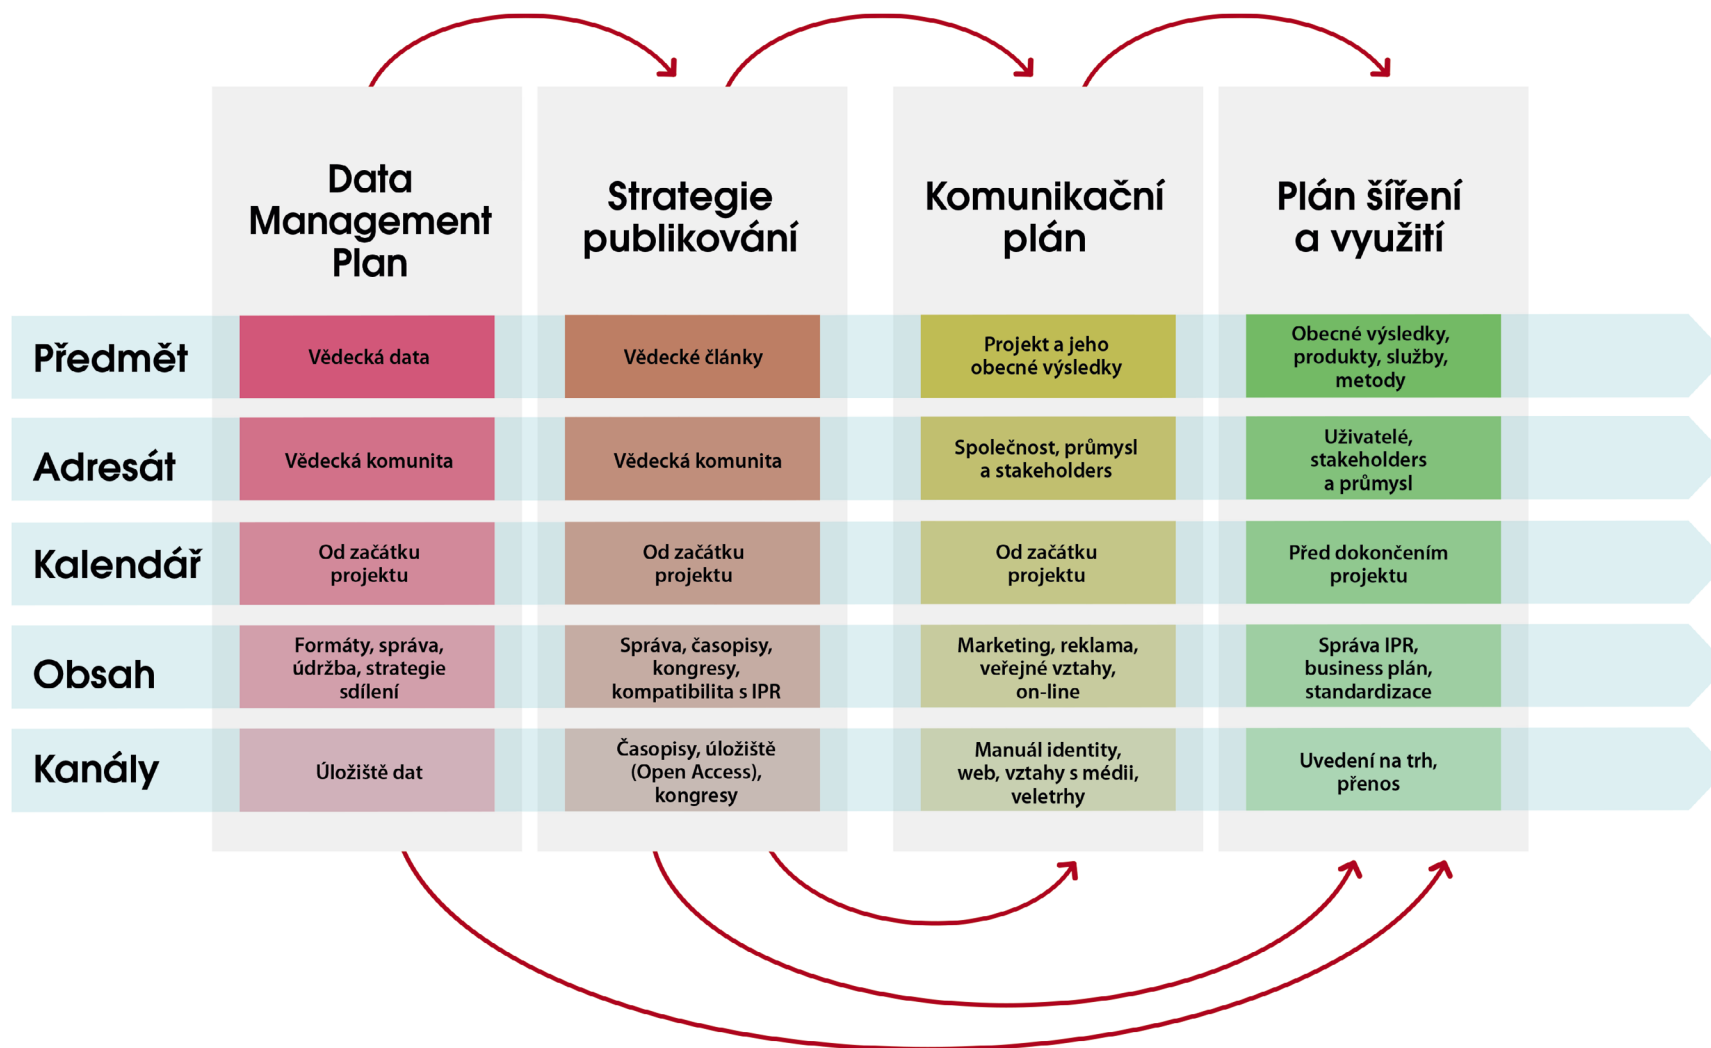 Data
Management
Plan
Strategie
publikování
Komunikační
plán
Plán šíření
a využití
Předmět
Vědecká data
Vědecké články
Projekt a jeho
obecné výsledky
Obecné výsledky,
produkty, služby,
metody
Adresát
Vědecká komunita
Vědecká komunita
Společnost, průmysl
a stakeholders
Uživatelé,
stakeholders
a průmysl
Kalendář
Od začátku
projektu
Od začátku
projektu
Od začátku
projektu
Před dokončením
projektu
Obsah
Formáty, správa,
údržba, strategie
sdílení
Správa, časopisy,
kongresy,
kompatibilita s IPR
Marketing, reklama,
veřejné vztahy,
on-line
Správa IPR,
business plán,
standardizace
Kanály
Úložiště dat
Časopisy, úložiště
(Open Access),
kongresy
Manuál identity,
web, vztahy s médii,
veletrhy
Uvedení na trh,
přenos